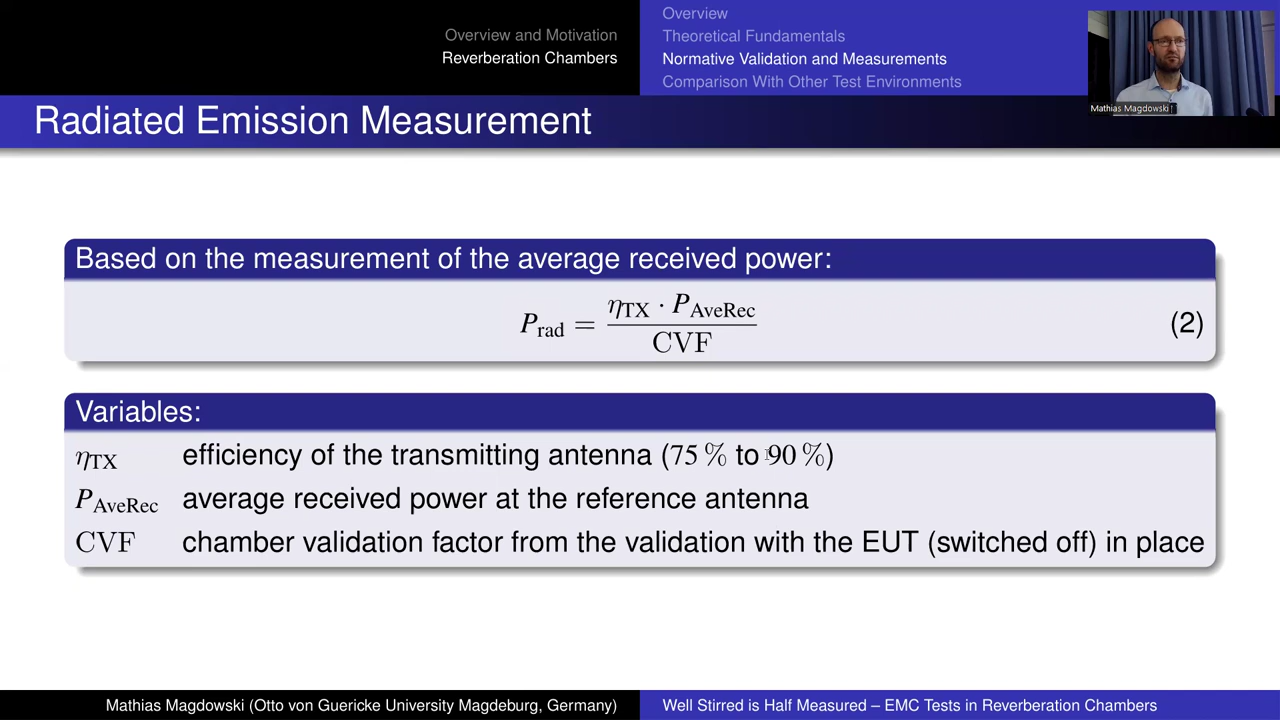 Overview and Motivation
Reverberation Chambers
Overview
Theoretical Fundamentals
Normative Validation and Measurements
Comparison With Other Test Environments
Mathias Magdowski
Radiated Emission Measurement
Based on the measurement of the average received power:
P_rad = (η_TX · P_AveRec) / CVF (2)
Variables:
η_TX efficiency of the transmitting antenna (75 % to 90 %)
P_AveRec average received power at the reference antenna
CVF chamber validation factor from the validation with the EUT (switched off) in place
Mathias Magdowski (Otto von Guericke University Magdeburg, Germany)
Well Stirred is Half Measured – EMC Tests in Reverberation Chambers